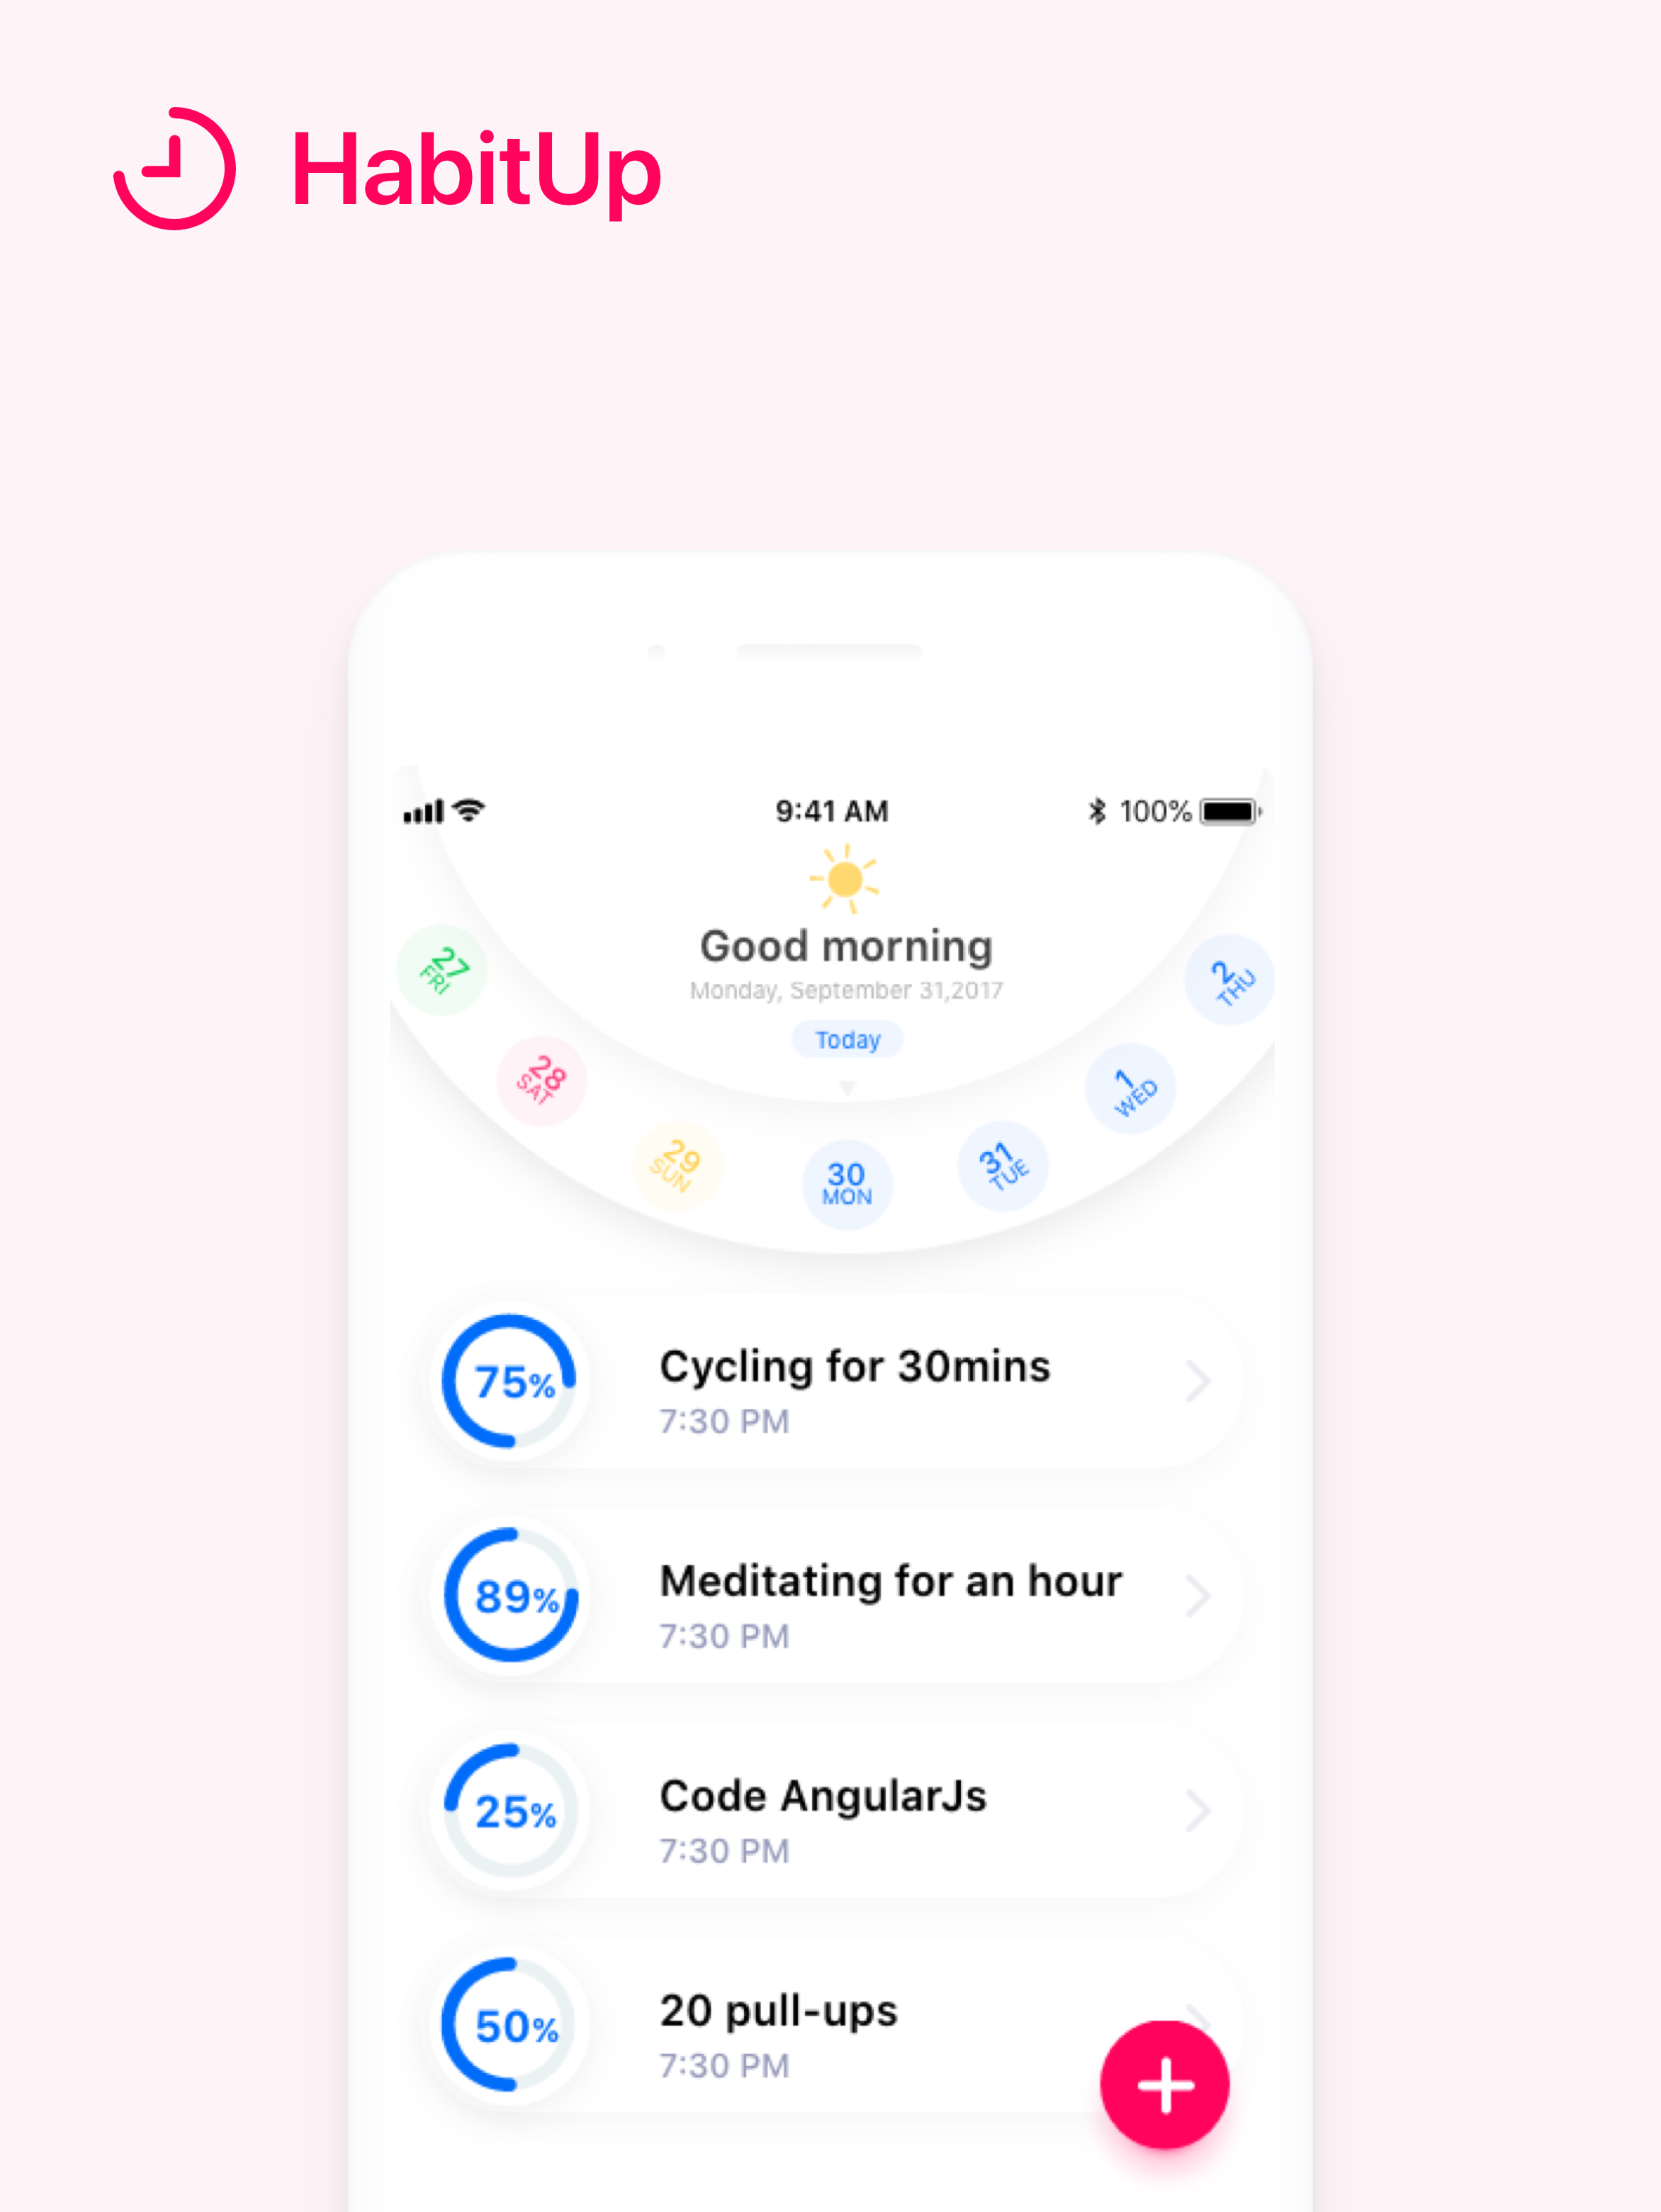 HabitUp
9:41 AM
100%
Good morning
Monday, September 31,2017
Today
27
FRI
28
SAT
29
SUN
30
MON
31
TUE
1
WED
2
THU
75%
Cycling for 30mins
7:30 PM
89%
Meditating for an hour
7:30 PM
25%
Code AngularJs
7:30 PM
50%
20 pull-ups
7:30 PM